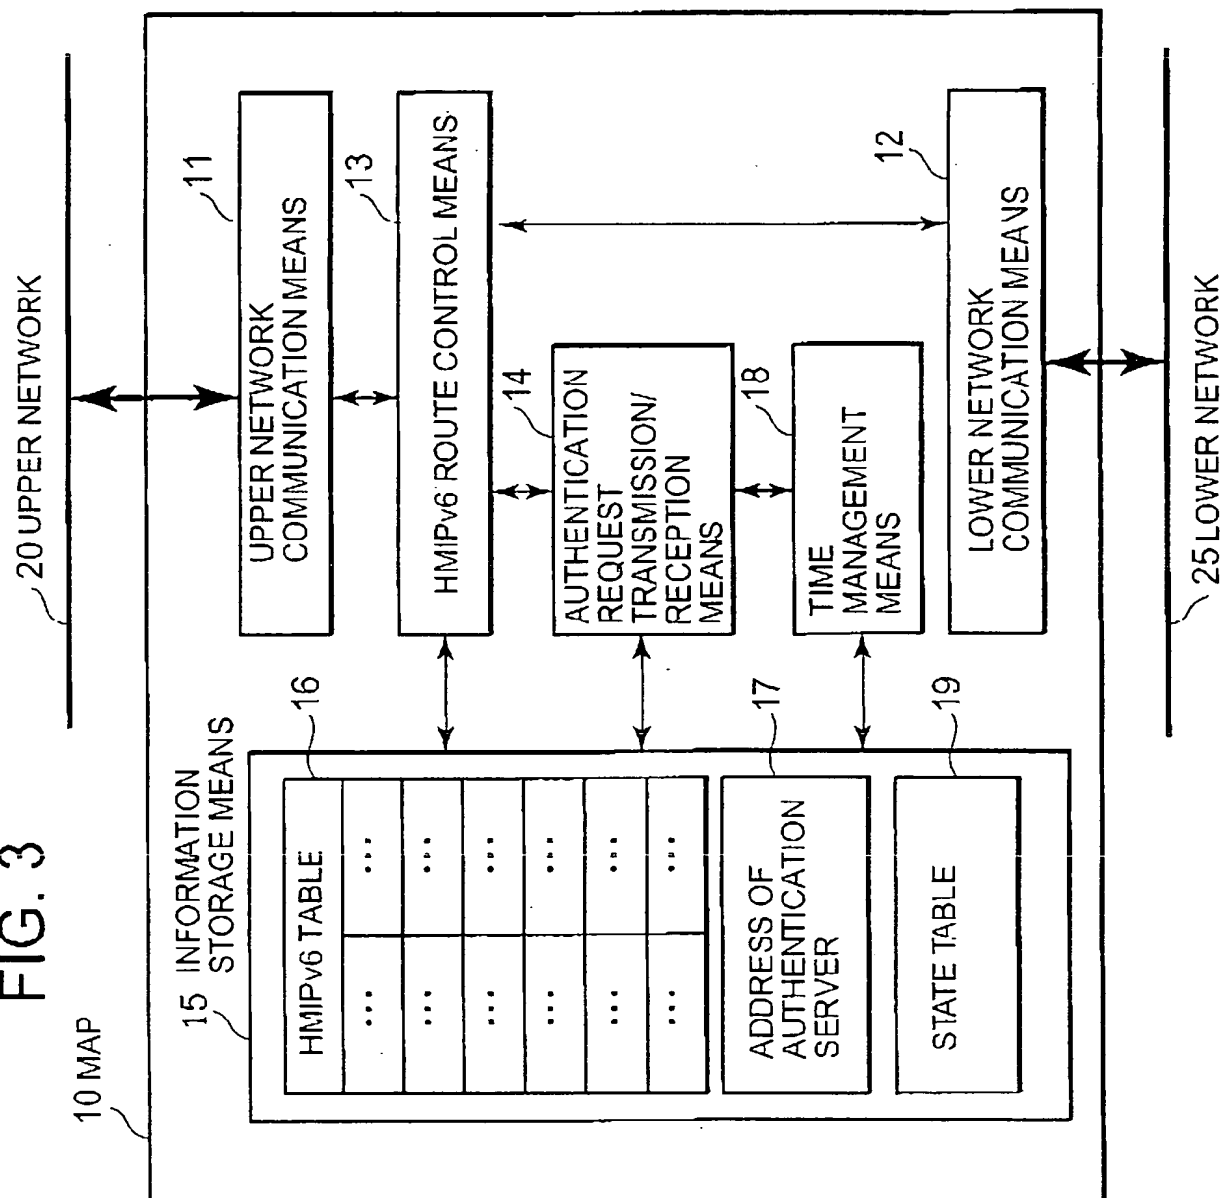 FIG. 3
10 MAP
20 UPPER NETWORK
15 INFORMATION
STORAGE MEANS
16
HMIPv6 TABLE
... ...
... ...
... ...
... ...
... ...
... ...
17
ADDRESS OF
AUTHENTICATION
SERVER
19
STATE TABLE
11
UPPER NETWORK
COMMUNICATION MEANS
13
HMIPv6 ROUTE CONTROL MEANS
14
AUTHENTICATION
REQUEST
TRANSMISSION/
RECEPTION
MEANS
18
TIME
MANAGEMENT
MEANS
12
LOWER NETWORK
COMMUNICATION MEANS
25 LOWER NETWORK